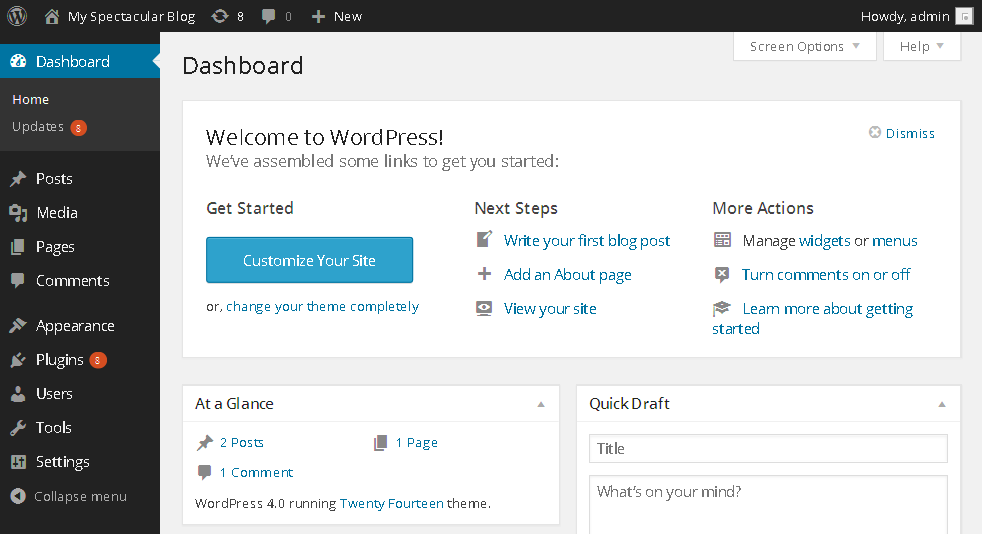 My Spectacular Blog 8 0 New Howdy, admin
Screen Options Help
Dashboard
Home
Updates 8
Posts
Media
Pages
Comments
Appearance
Plugins 8
Users
Tools
Settings
Collapse menu
Dashboard
Welcome to WordPress!
Dismiss
We've assembled some links to get you started:
Get Started
Customize Your Site
or, change your theme completely
Next Steps
Write your first blog post
Add an About page
View your site
More Actions
Manage widgets or menus
Turn comments on or off
Learn more about getting
started
At a Glance
2 Posts 1 Page
1 Comment
WordPress 4.0 running Twenty Fourteen theme.
Quick Draft
Title
What's on your mind?